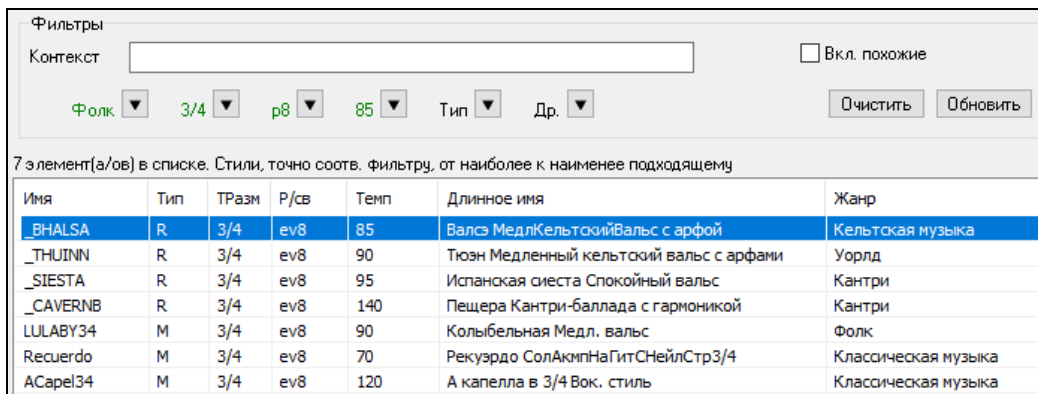 Фильтры
Контекст Вкл. похожие
Фолк ▼ 3/4 ▼ р8 ▼ 85 ▼ Тип ▼ Др. ▼ Очистить Обновить
7 элемент(а/ов) в списке. Стили, точно соотв. фильтру, от наиболее к наименее подходящему
Имя Тип ТРазм Р/св Темп Длинное имя Жанр
_BHALSA R 3/4 ev8 85 Валсэ МедлКельтскийВальс с арфой Кельтская музыка
_THUINN R 3/4 ev8 90 Тюэн Медленный кельтский вальс с арфами Уорлд
_SIESTA R 3/4 ev8 95 Испанская сиеста Спокойный вальс Кантри
_CAVERNB R 3/4 ev8 140 Пещера Кантри-баллада с гармоникой Кантри
LULABY34 M 3/4 ev8 90 Колыбельная Медл. вальс Фолк
Recuerdo M 3/4 ev8 70 Рекуэрдо СолАкмпНаГитСНейлСтр3/4 Классическая музыка
ACapel34 M 3/4 ev8 120 А капелла в 3/4 Вок. стиль Классическая музыка